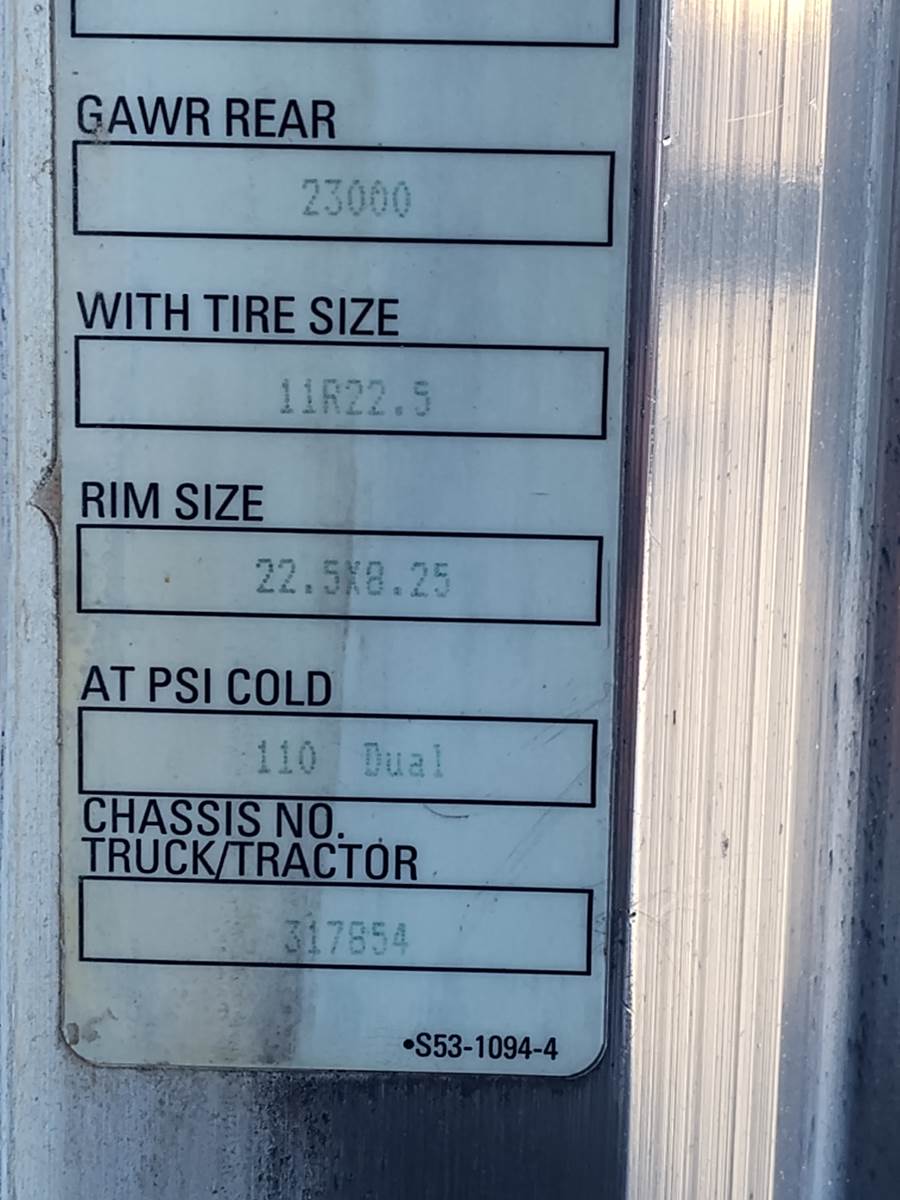 GAWR REAR
23000
WITH TIRE SIZE
11R22.5
RIM SIZE
22.5X8.25
AT PSI COLD
110 Dual
CHASSIS NO.
TRUCK/TRACTOR
317854
•S53-1094-4